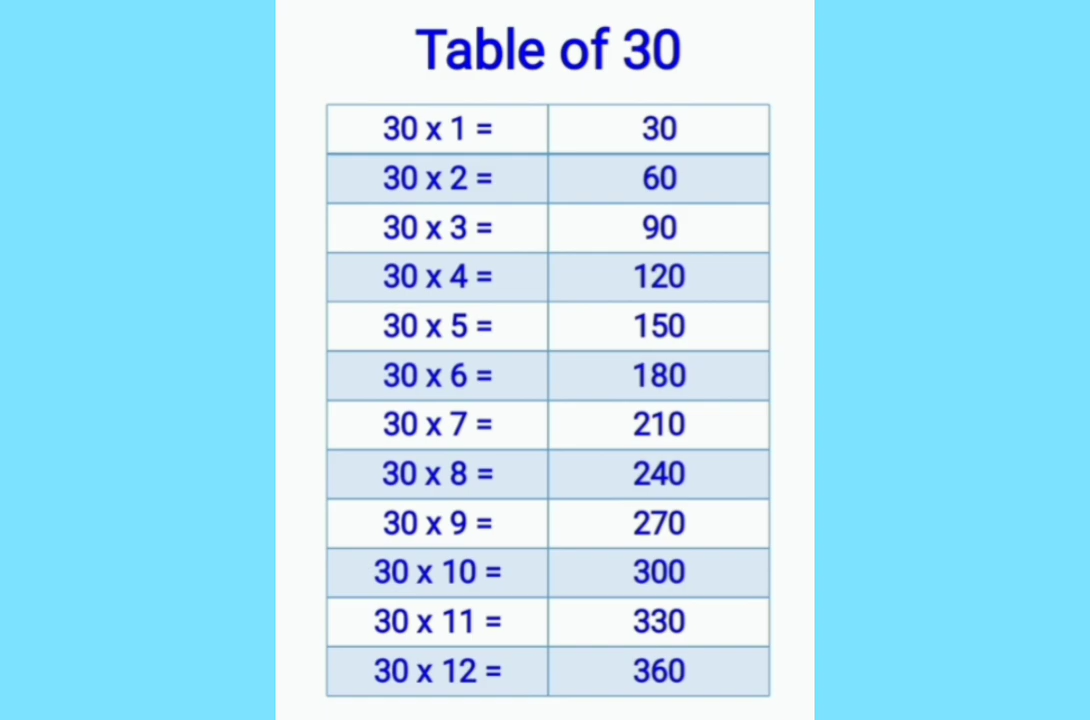 Table of 30
30 x 1 = 30
30 x 2 = 60
30 x 3 = 90
30 x 4 = 120
30 x 5 = 150
30 x 6 = 180
30 x 7 = 210
30 x 8 = 240
30 x 9 = 270
30 x 10 = 300
30 x 11 = 330
30 x 12 = 360